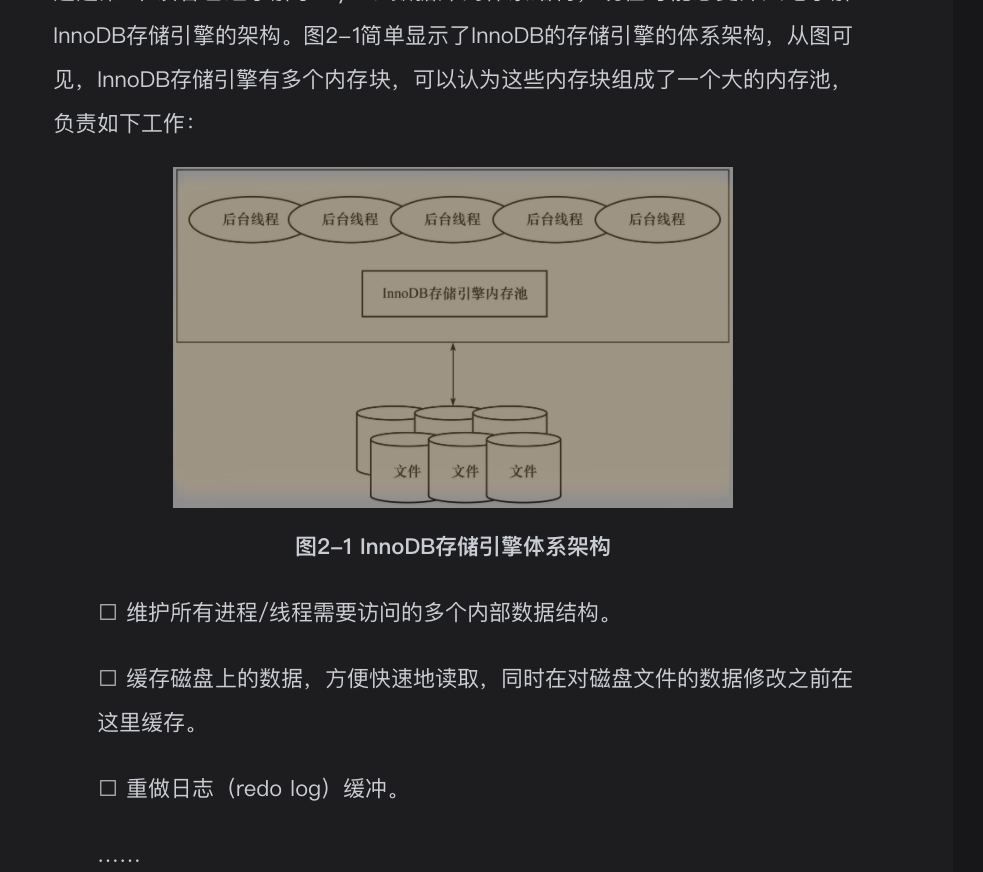 InnoDB存储引擎的架构。图2-1简单显示了InnoDB的存储引擎的体系架构，从图可
见，InnoDB存储引擎有多个内存块，可以认为这些内存块组成了一个大的内存池，
负责如下工作：
后台线程 后台线程 后台线程 后台线程 后台线程
InnoDB存储引擎内存池
文件 文件 文件
图2-1 InnoDB存储引擎体系架构
□ 维护所有进程/线程需要访问的多个内部数据结构。
□ 缓存磁盘上的数据，方便快速地读取，同时在对磁盘文件的数据修改之前在
这里缓存。
□ 重做日志（redo log）缓冲。
……